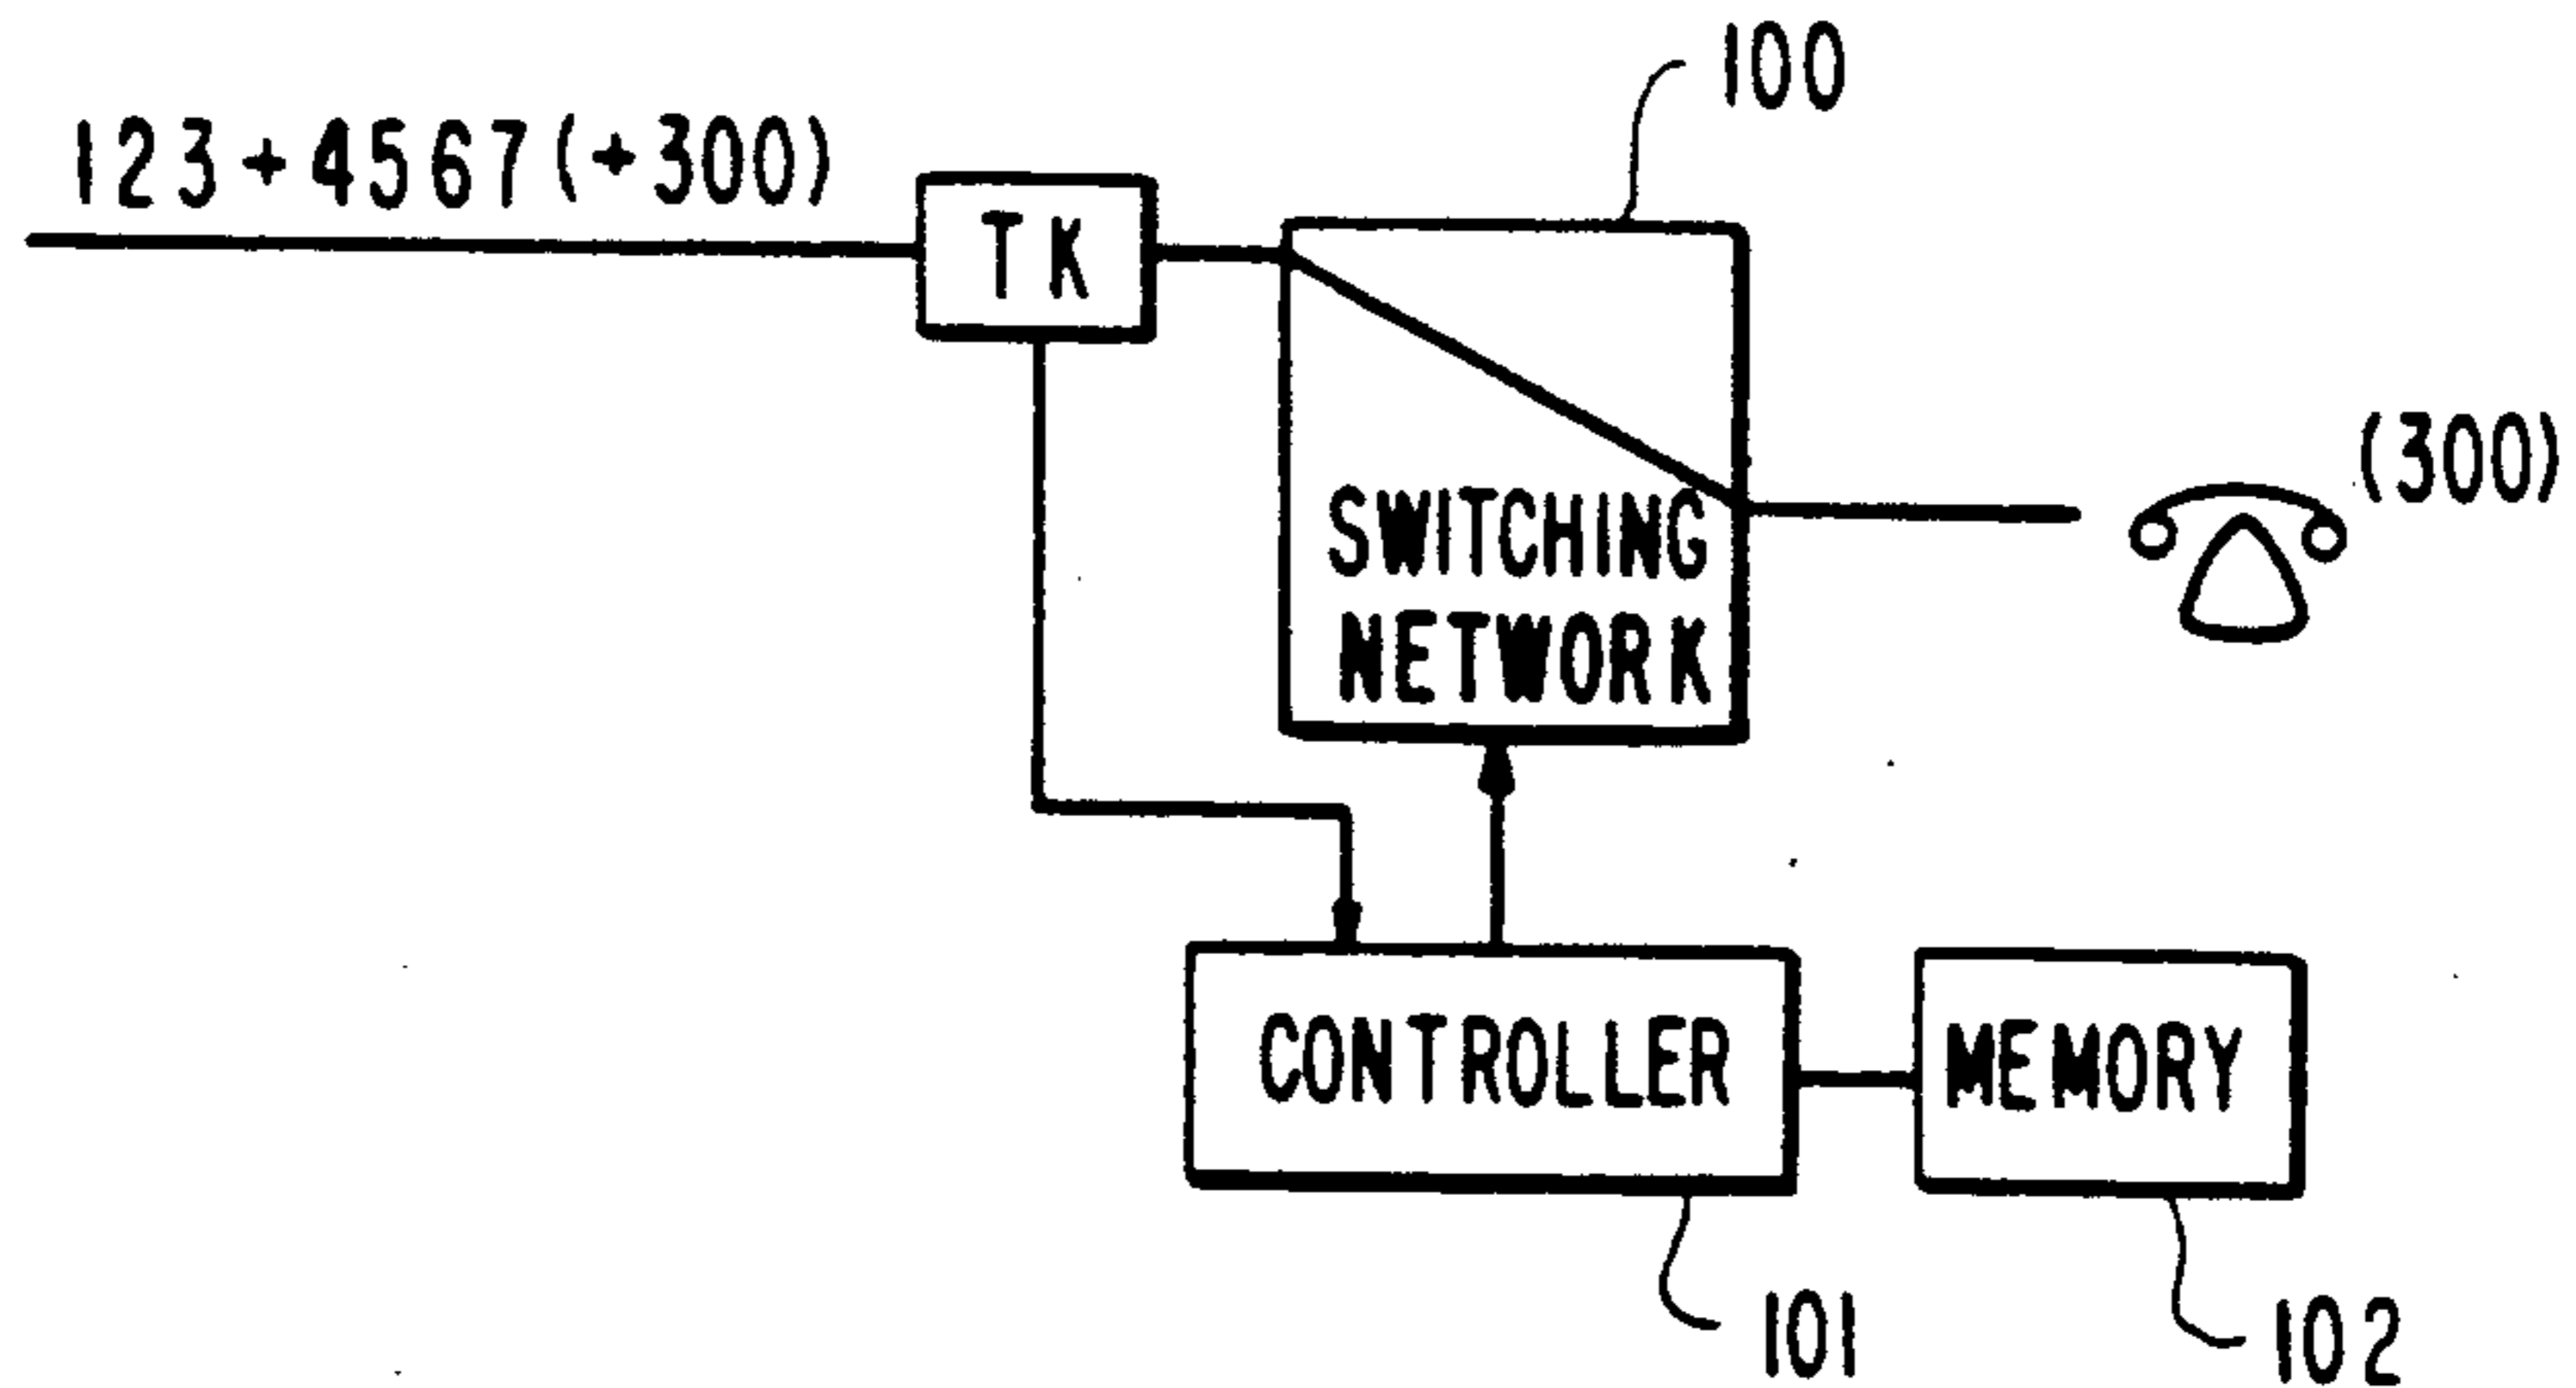 100
123+4567(+300)
TK
(300)
SWITCHING
NETWORK
CONTROLLER
MEMORY
101
102